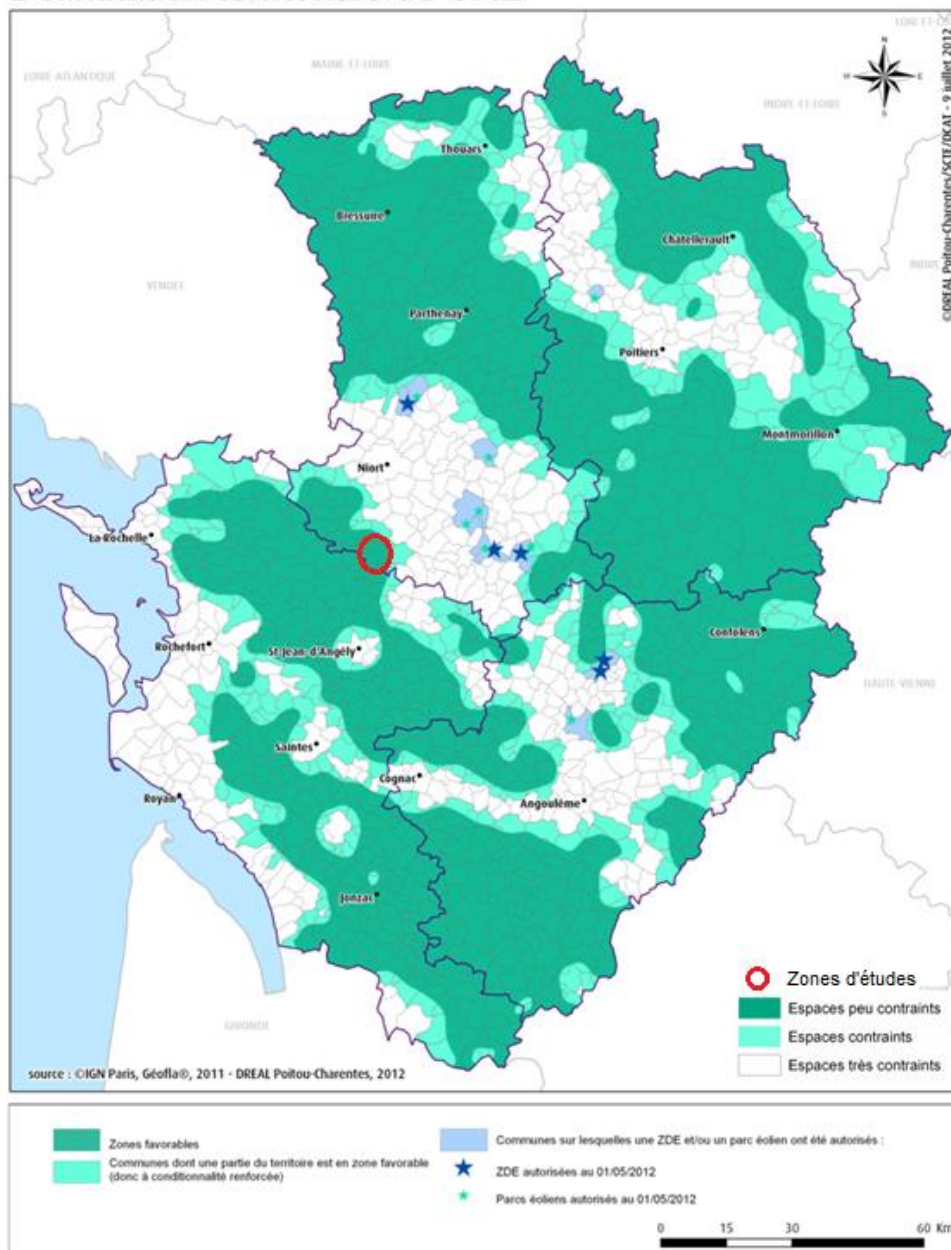 LOIRE-ATLANTIQUE
MAINE-ET-LOIRE
INDRE-ET-LOIRE
N
W
E
S
©DREAL Poitou-Charentes/SCTE/DCAT - 9 juillet 2012
Thouars
Bressuire
Chatellerault
VENDEE
Parthenay
Poitiers
Montmorillon
Niort
La-Rochelle
Confolens
Rochefort
St-Jean-d'Angély
HAUTE-VIENNE
Saintes
Cognac
Royan
Angoulême
Jonzac
GIRONDE
Zones d'études
Espaces peu contraints
Espaces contraints
Espaces très contraints
source : ©IGN Paris, Géofla®, 2011 - DREAL Poitou-Charentes, 2012
Zones favorables
Communes dont une partie du territoire est en zone favorable
(donc à conditionnalité renforcée)
Communes sur lesquelles une ZDE et/ou un parc éolien ont été autorisés :
ZDE autorisées au 01/05/2012
Parcs éoliens autorisés au 01/05/2012
0 15 30 60 Km